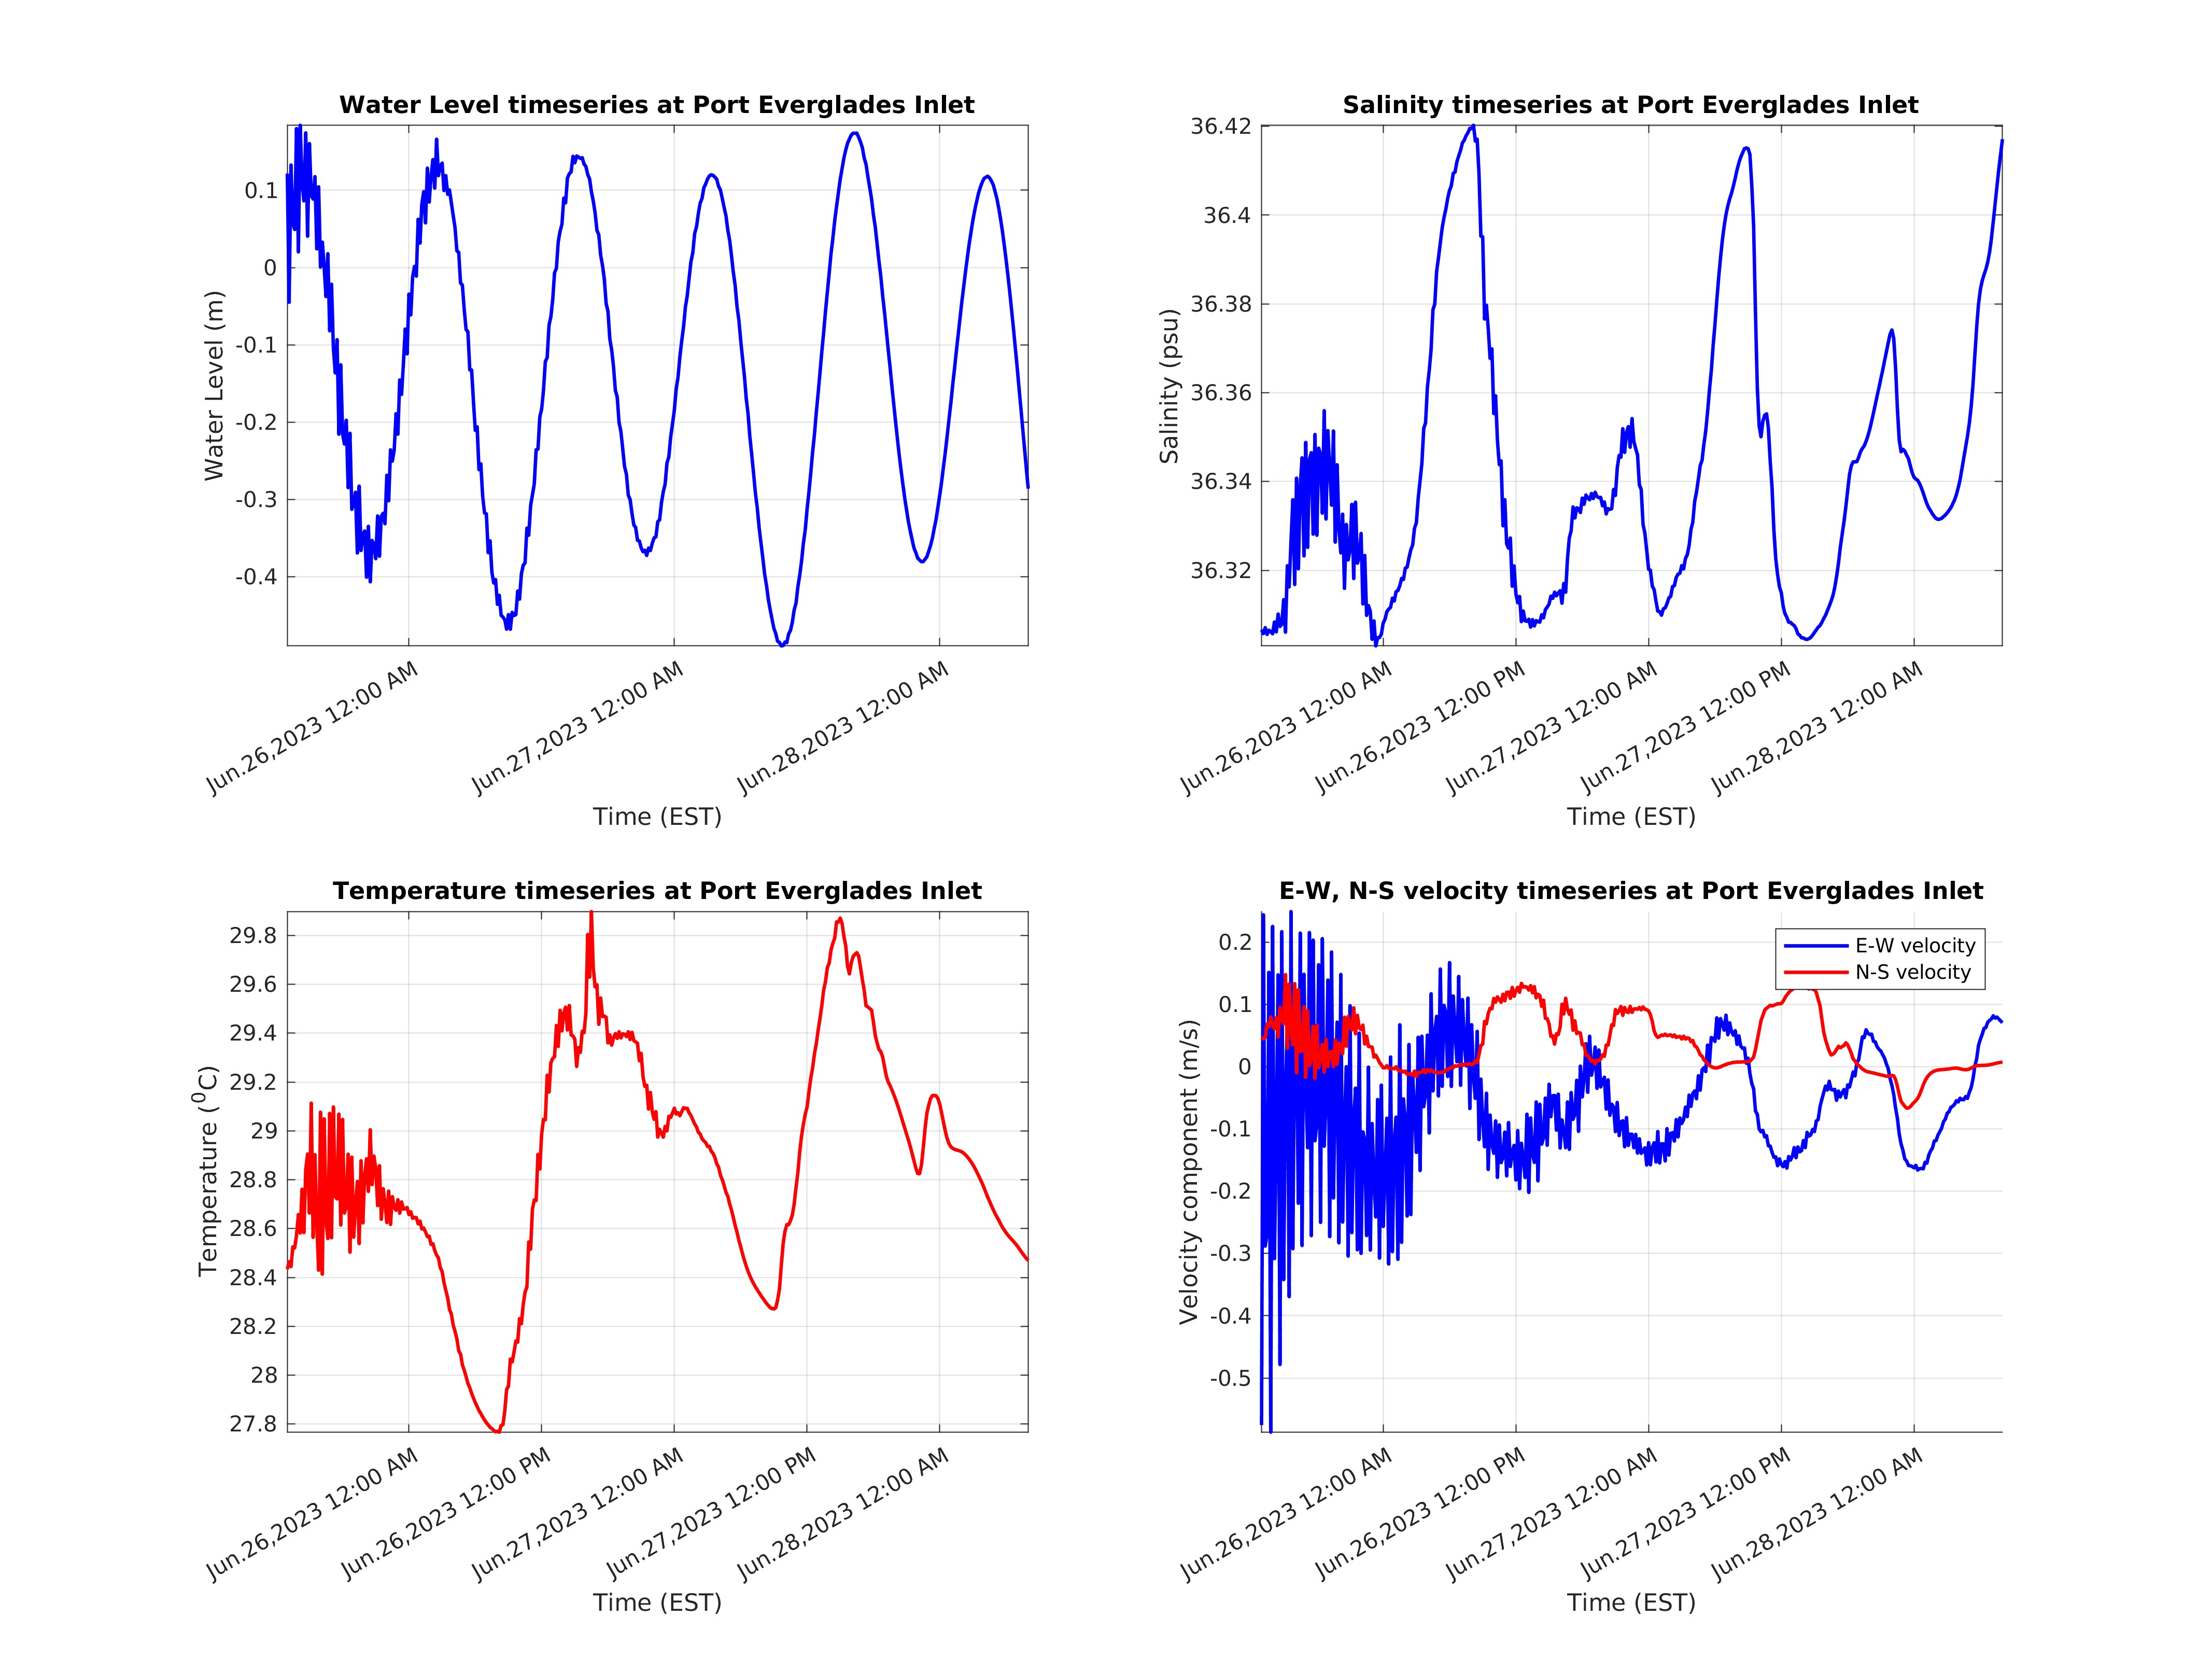 Water Level timeseries at Port Everglades Inlet
0.1
0
-0.1
-0.2
-0.3
-0.4
Water Level (m)
Jun.26,2023 12:00 AM
Jun.27,2023 12:00 AM
Jun.28,2023 12:00 AM
Time (EST)
Salinity timeseries at Port Everglades Inlet
36.42
36.4
36.38
36.36
36.34
36.32
Salinity (psu)
Jun.26,2023 12:00 AM
Jun.26,2023 12:00 PM
Jun.27,2023 12:00 AM
Jun.27,2023 12:00 PM
Jun.28,2023 12:00 AM
Time (EST)
Temperature timeseries at Port Everglades Inlet
29.8
29.6
29.4
29.2
29
28.8
28.6
28.4
28.2
28
27.8
Temperature (⁰C)
Jun.26,2023 12:00 AM
Jun.26,2023 12:00 PM
Jun.27,2023 12:00 AM
Jun.27,2023 12:00 PM
Jun.28,2023 12:00 AM
Time (EST)
E-W, N-S velocity timeseries at Port Everglades Inlet
E-W velocity
N-S velocity
0.2
0.1
0
-0.1
-0.2
-0.3
-0.4
-0.5
Velocity component (m/s)
Jun.26,2023 12:00 AM
Jun.26,2023 12:00 PM
Jun.27,2023 12:00 AM
Jun.27,2023 12:00 PM
Jun.28,2023 12:00 AM
Time (EST)